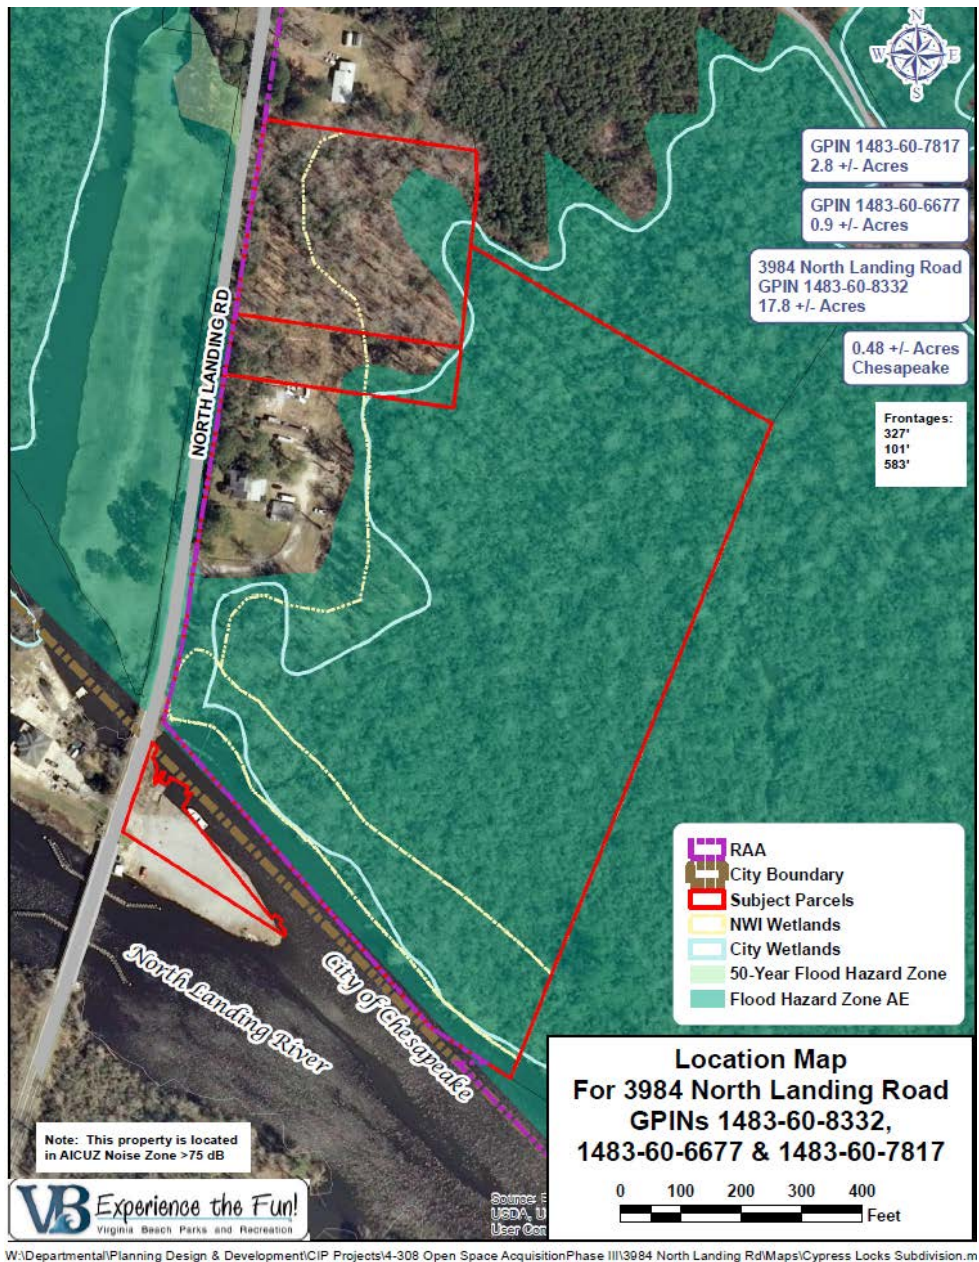 N
W E
S
GPIN 1483-60-7817
2.8 +/- Acres
GPIN 1483-60-6677
0.9 +/- Acres
3984 North Landing Road
GPIN 1483-60-8332
17.8 +/- Acres
0.48 +/- Acres
Chesapeake
Frontages:
327'
101'
583'
NORTH LANDING RD
RAA
City Boundary
Subject Parcels
NWI Wetlands
City Wetlands
50-Year Flood Hazard Zone
Flood Hazard Zone AE
North Landing River
City of Chesapeake
Location Map
For 3984 North Landing Road
GPINs 1483-60-8332,
1483-60-6677 & 1483-60-7817
0 100 200 300 400
Feet
Note: This property is located
in AICUZ Noise Zone >75 dB
VB Experience the Fun!
Virginia Beach Parks and Recreation
Source:
USDA, U
User Com
W:\Departmental\Planning Design & Development\CIP Projects\4-308 Open Space AcquisitionPhase III\3984 North Landing Rd\Maps\Cypress Locks Subdivision.m